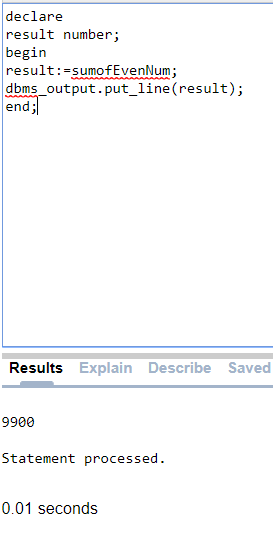 declare
result number;
begin
result:=sumofEvenNum;
dbms_output.put_line(result);
end;
Results Explain Describe Saved
9900
Statement processed.
0.01 seconds